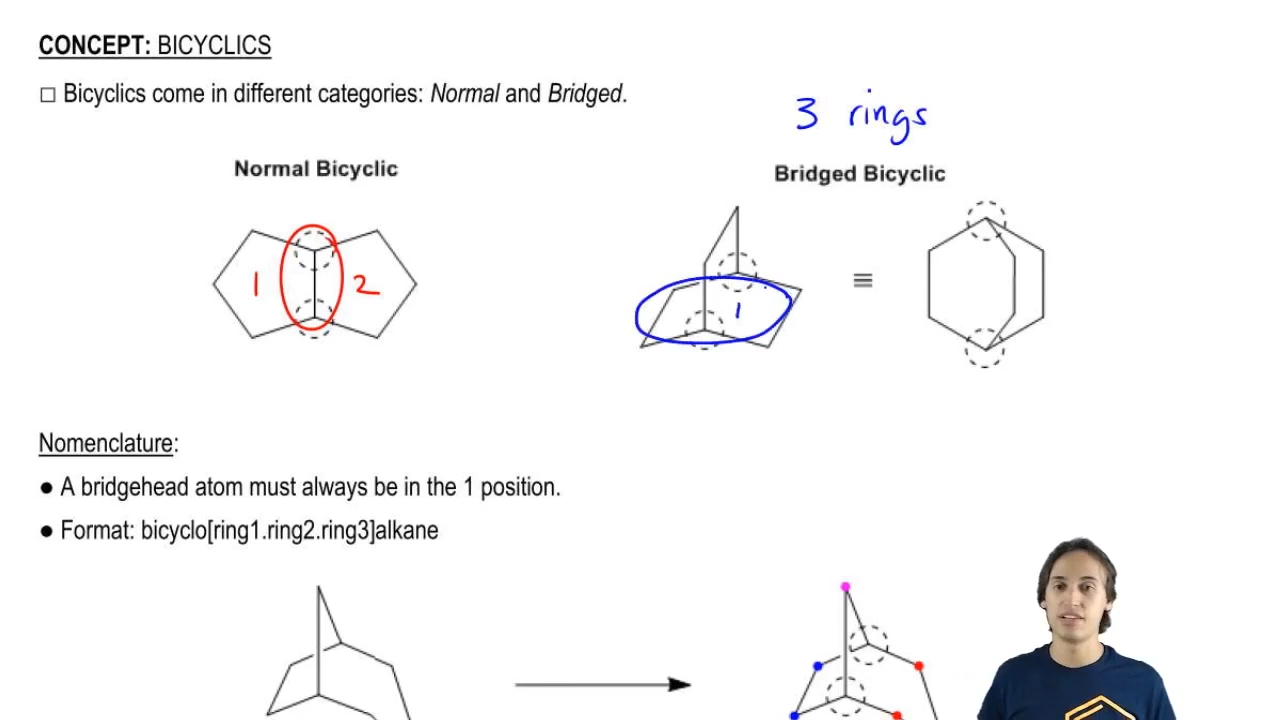 CONCEPT: BICYCLICS
□ Bicyclics come in different categories: Normal and Bridged.
3 rings
Normal Bicyclic
Bridged Bicyclic
1 2
1
≡
Nomenclature:
● A bridgehead atom must always be in the 1 position.
● Format: bicyclo[ring1.ring2.ring3]alkane